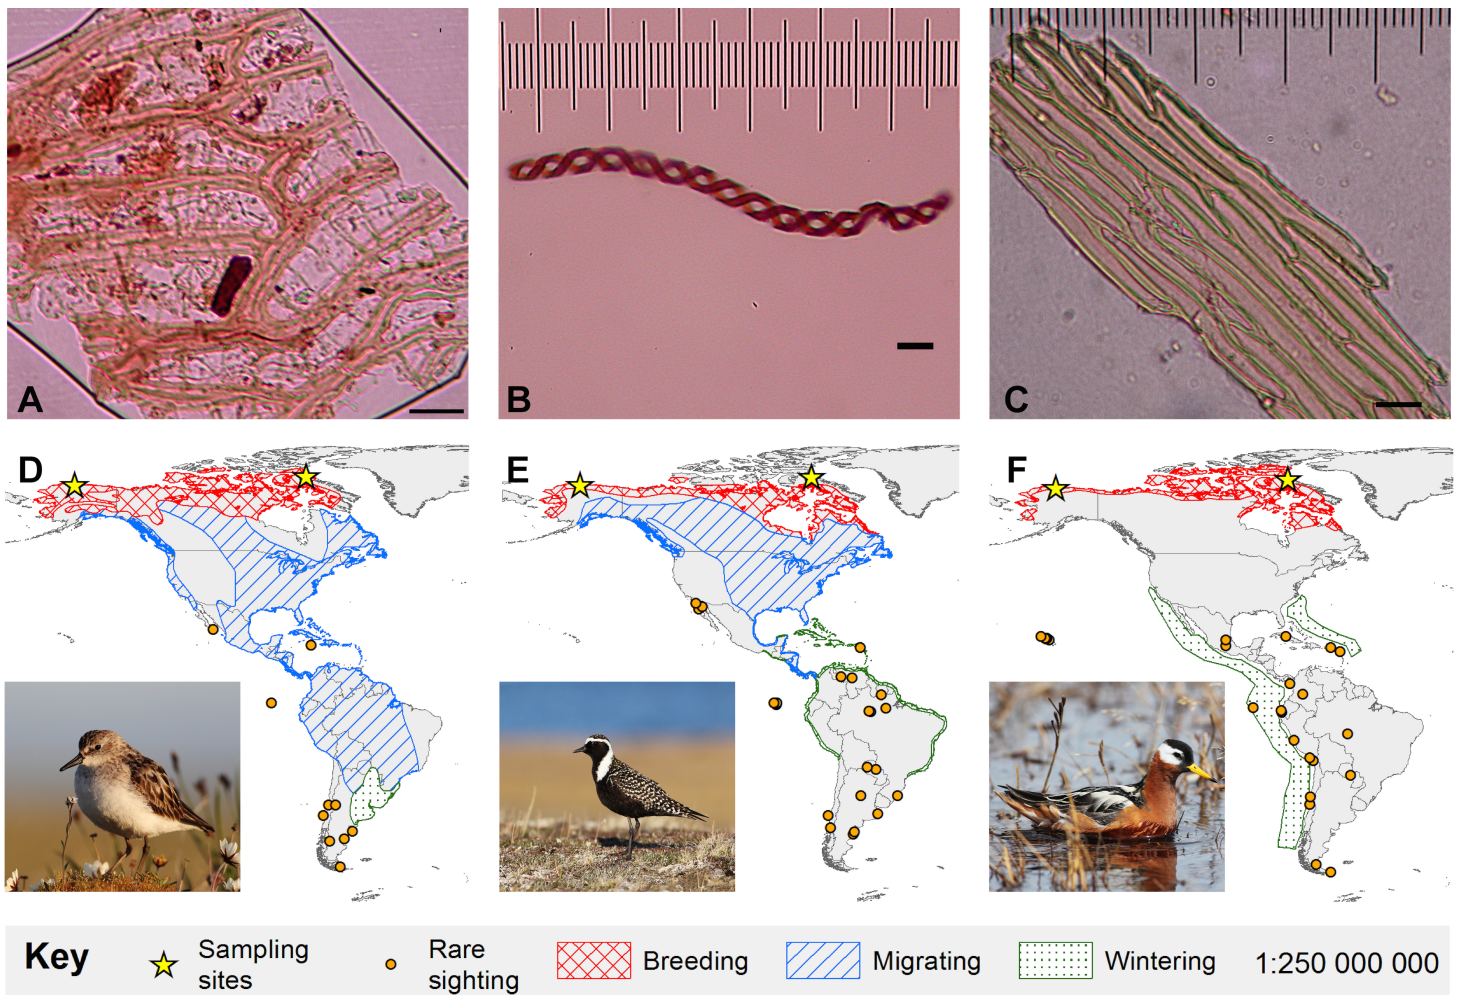 A
B
C
D
E
F
Key
Sampling
sites
Rare
sighting
Breeding
Migrating
Wintering
1:250 000 000